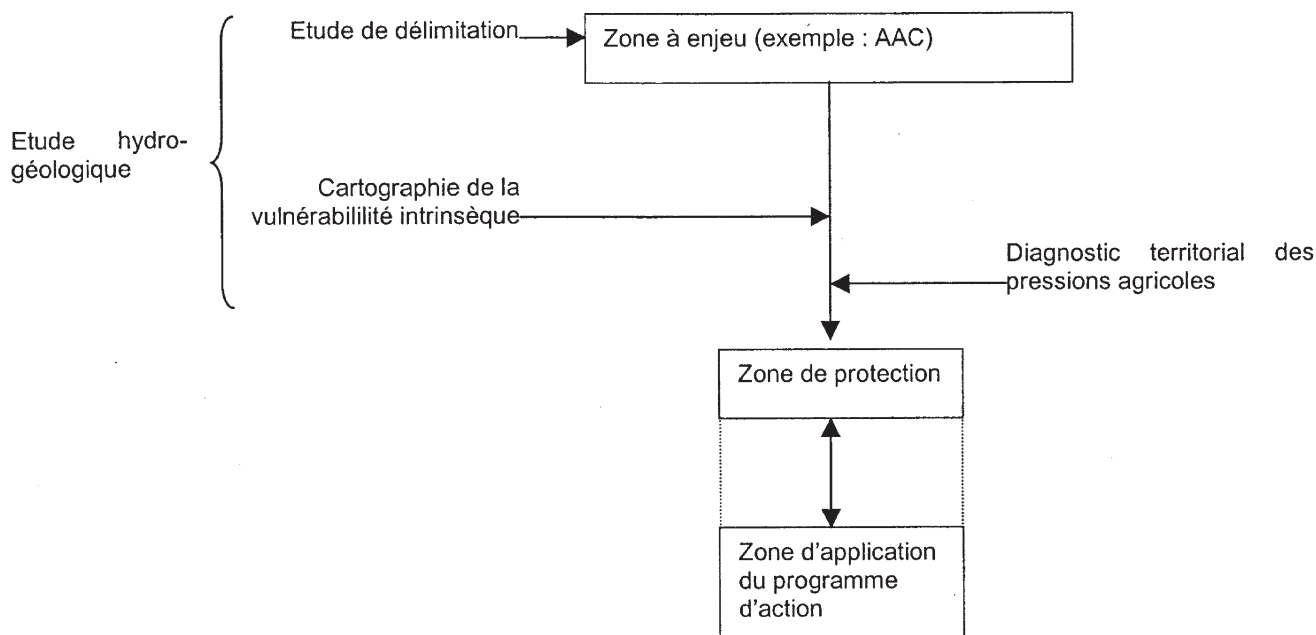 Etude de délimitation
Zone à enjeu (exemple : AAC)
Etude hydro-
géologique
Cartographie de la
vulnérabililité intrinsèque
Diagnostic territorial des
pressions agricoles
Zone de protection
Zone d'application
du programme
d'action